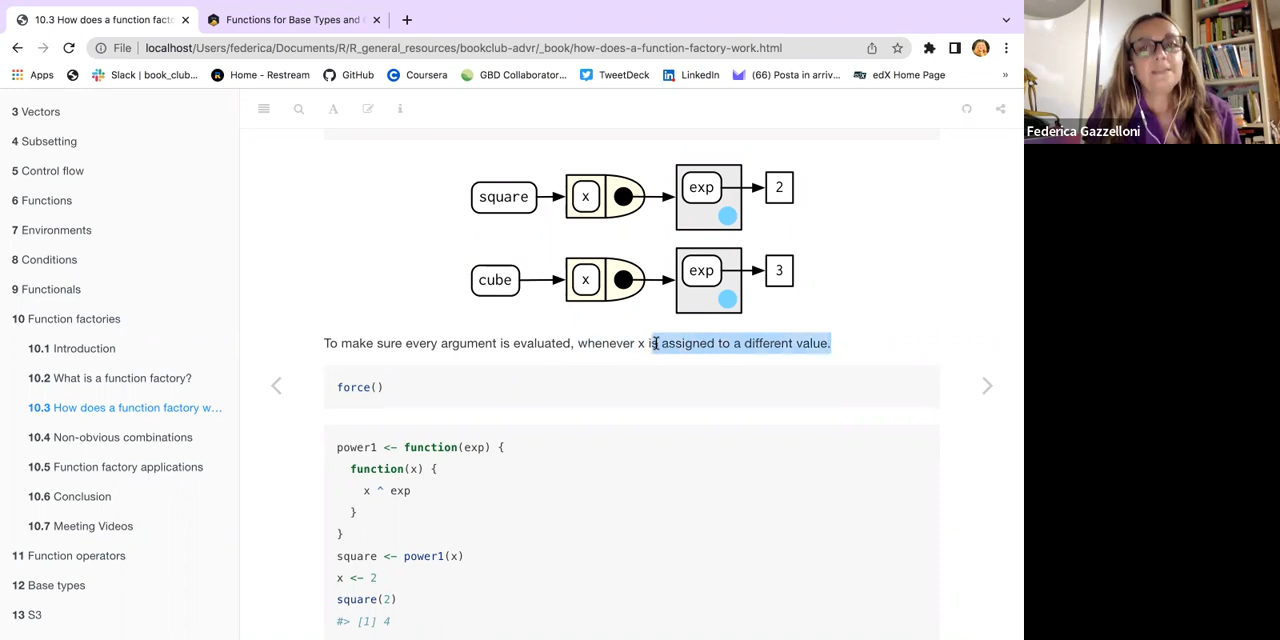 10.3 How does a function facto
Functions for Base Types and
File
localhost/Users/federica/Documents/R/R_general_resources/bookclub-advr/_book/how-does-a-function-factory-work.html
Apps
Slack | book_club...
Home - Restream
GitHub
Coursera
GBD Collaborator...
TweetDeck
LinkedIn
(66) Posta in arriv...
edX Home Page
»
3 Vectors
4 Subsetting
5 Control flow
6 Functions
7 Environments
8 Conditions
9 Functionals
10 Function factories
10.1 Introduction
10.2 What is a function factory?
10.3 How does a function factory w...
10.4 Non-obvious combinations
10.5 Function factory applications
10.6 Conclusion
10.7 Meeting Videos
11 Function operators
12 Base types
13 S3
square x exp 2
cube x exp 3
To make sure every argument is evaluated, whenever x is assigned to a different value.
force()
power1 <- function(exp) {
function(x) {
x ^ exp
}
}
square <- power1(x)
x <- 2
square(2)
#> [1] 4
Federica Gazzelloni